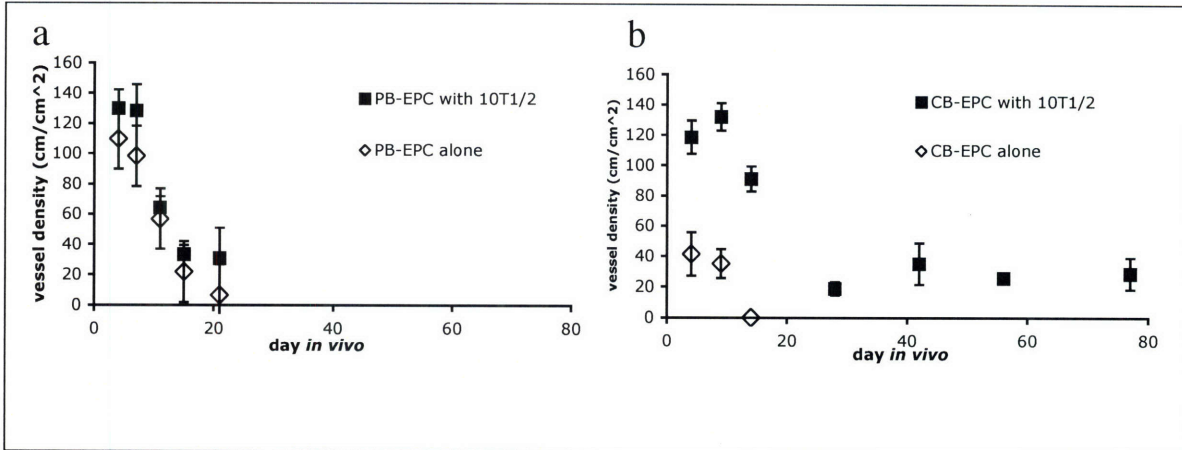 a
160
140
120
100
80
60
40
20
0
vessel density (cm/cm^2)
PB-EPC with 10T1/2
PB-EPC alone
0 20 40 60 80
day in vivo
b
160
140
120
100
80
60
40
20
0
vessel density (cm/cm^2)
CB-EPC with 10T1/2
CB-EPC alone
0 20 40 60 80
day in vivo